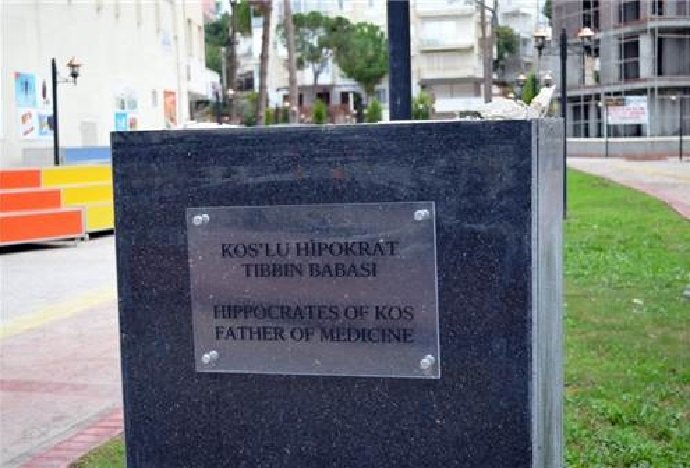 KOS'LU HİPOKRAT
TIBBIN BABASI
HIPPOCRATES OF KOS
FATHER OF MEDICINE